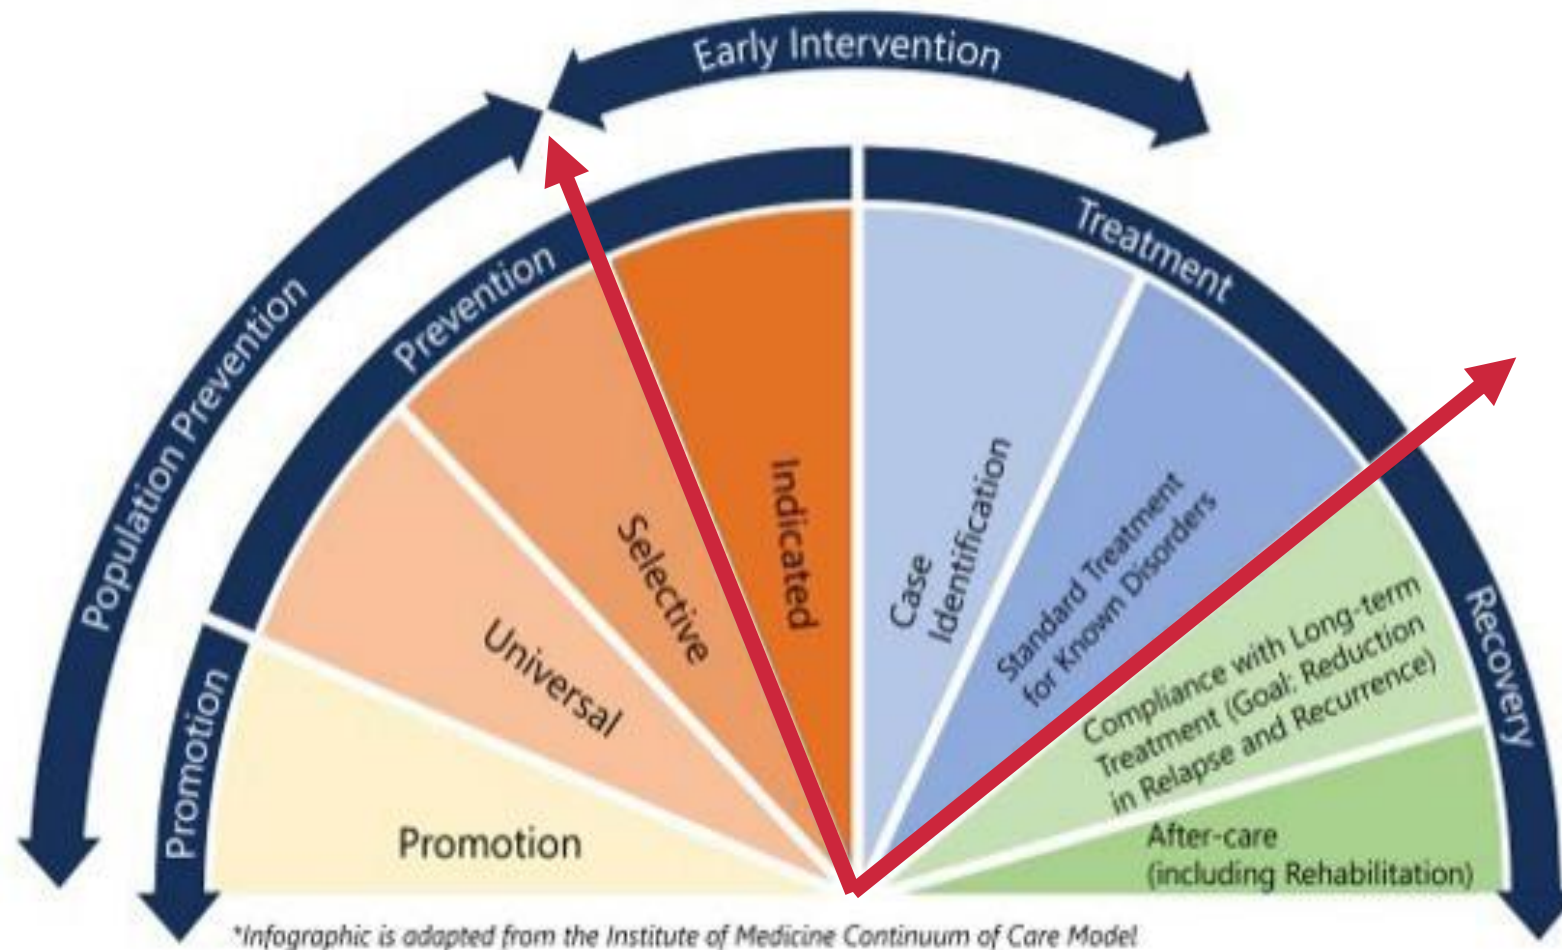 Early Intervention
Population Prevention
Prevention
Treatment
Promotion
Recovery
Promotion
Universal
Selective
Indicated
Case
Identification
Standard Treatment
for Known Disorders
Compliance with Long-term
Treatment (Goal: Reduction
in Relapse and Recurrence)
After-care
(including Rehabilitation)
*Infographic is adapted from the Institute of Medicine Continuum of Care Model